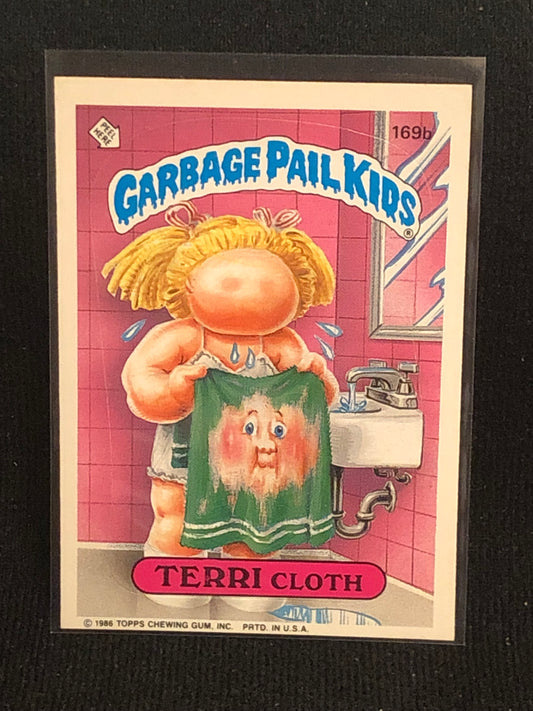 PEEL
HERE
169b
GARBAGE PAIL KIDS
®
TERRI CLOTH
© 1986 TOPPS CHEWING GUM, INC. PRTD. IN U.S.A.